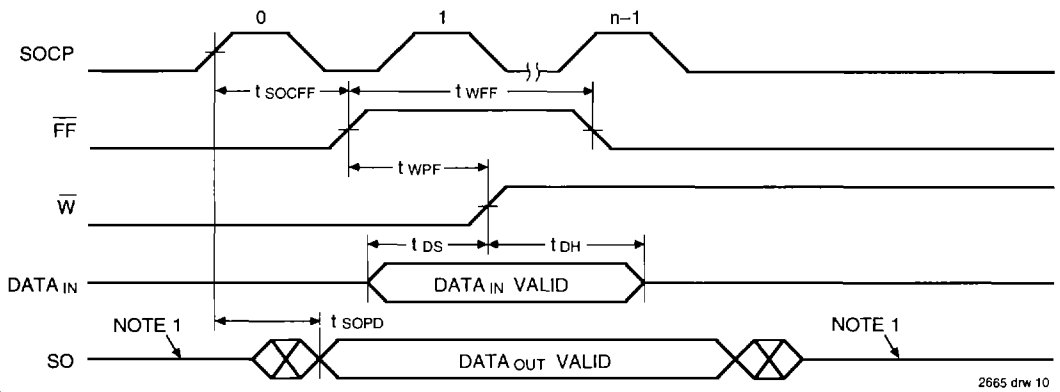 0 1 n–1
SOCP
t SOCFF t WFF
FF
t WPF
W
t DS t DH
DATA IN DATA IN VALID
t SOPD
NOTE 1 NOTE 1
SO DATA OUT VALID
2665 drw 10